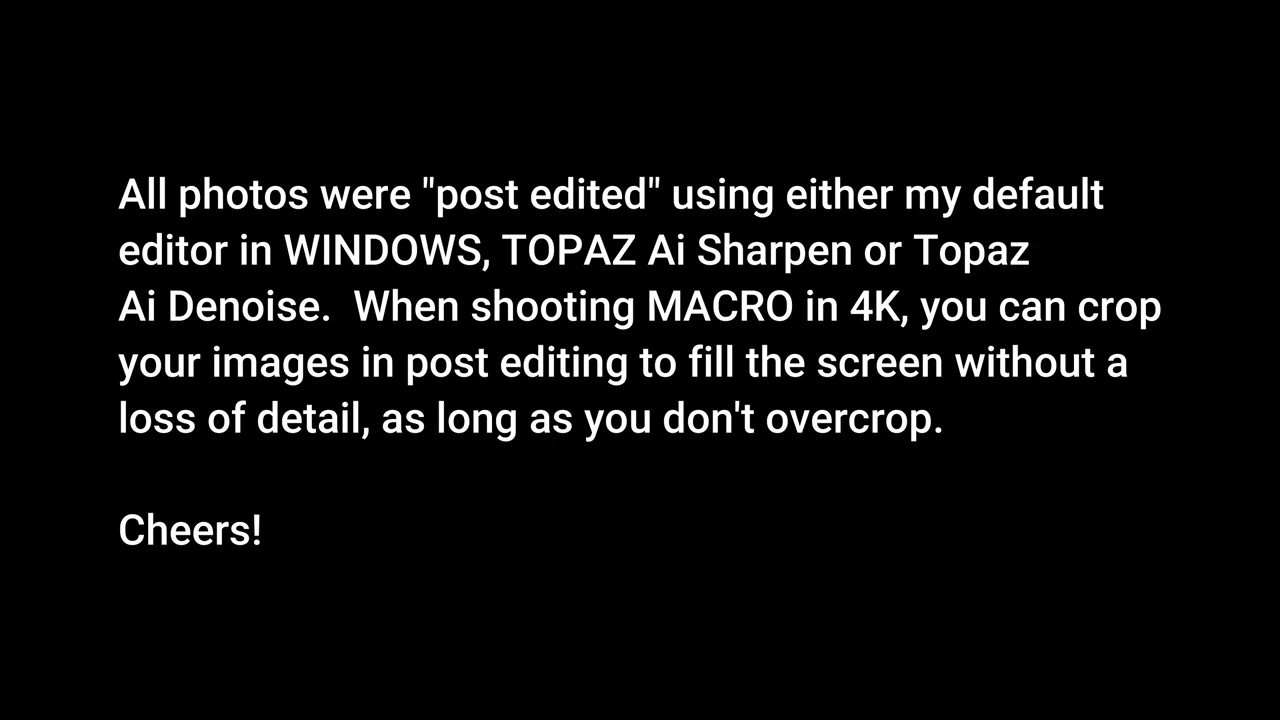 All photos were "post edited" using either my default
editor in WINDOWS, TOPAZ Ai Sharpen or Topaz
Ai Denoise.  When shooting MACRO in 4K, you can crop
your images in post editing to fill the screen without a
loss of detail, as long as you don't overcrop.
Cheers!